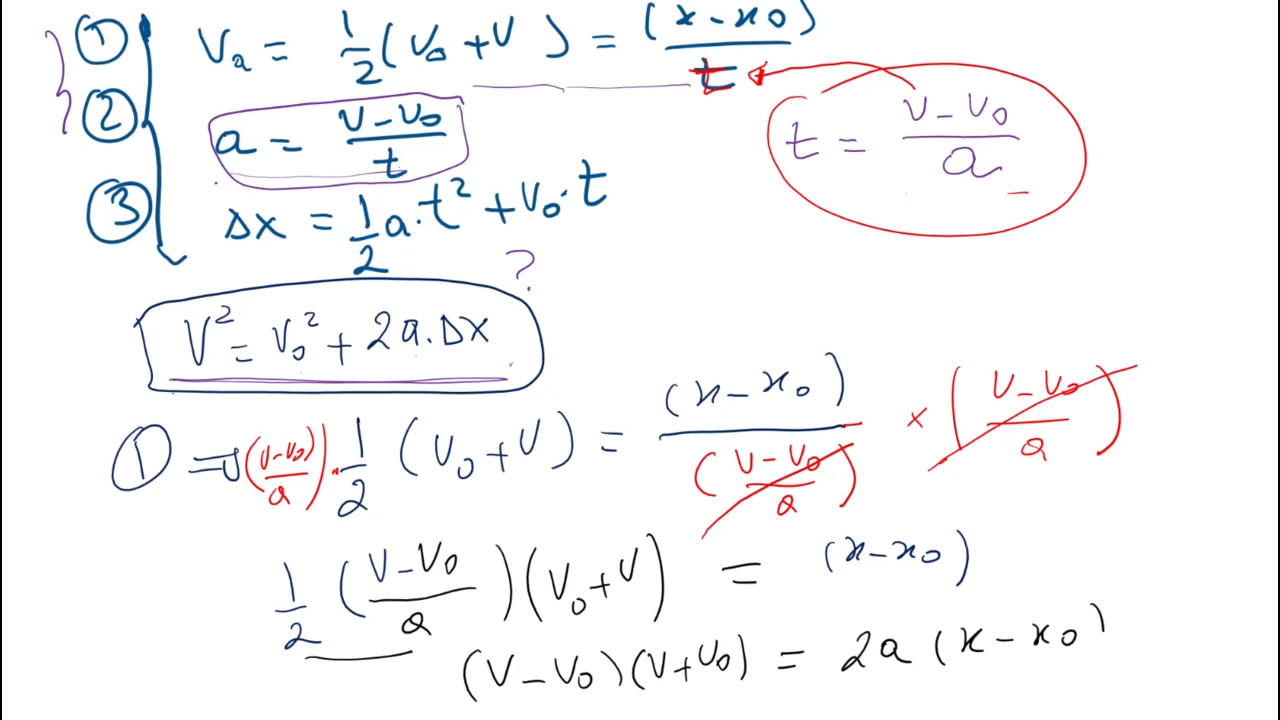 ① Vₐ = 1/2 (V₀ + V) = (x - x₀)/t
② a = (V - V₀)/t
t = (V - V₀)/a
③ Δx = 1/2 a · t² + V₀ · t
?
V² = V₀² + 2a . Δx
① ⇒ ((V - V₀)/a) · 1/2 (V₀ + V) = (x - x₀)/((V - V₀)/a) × ((V - V₀)/a)
1/2 ((V - V₀)/a) (V₀ + V) = (x - x₀)
(V - V₀)(V + V₀) = 2a (x - x₀)